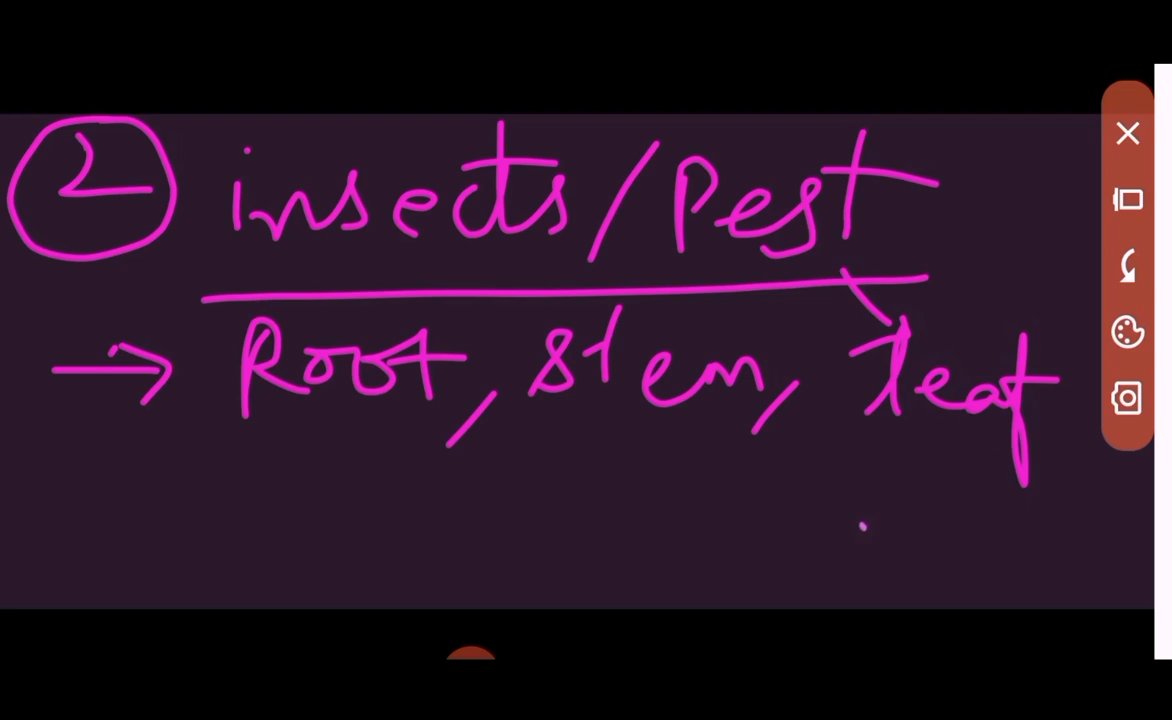 2 insects/Pest
→ Root, Stem, leaf